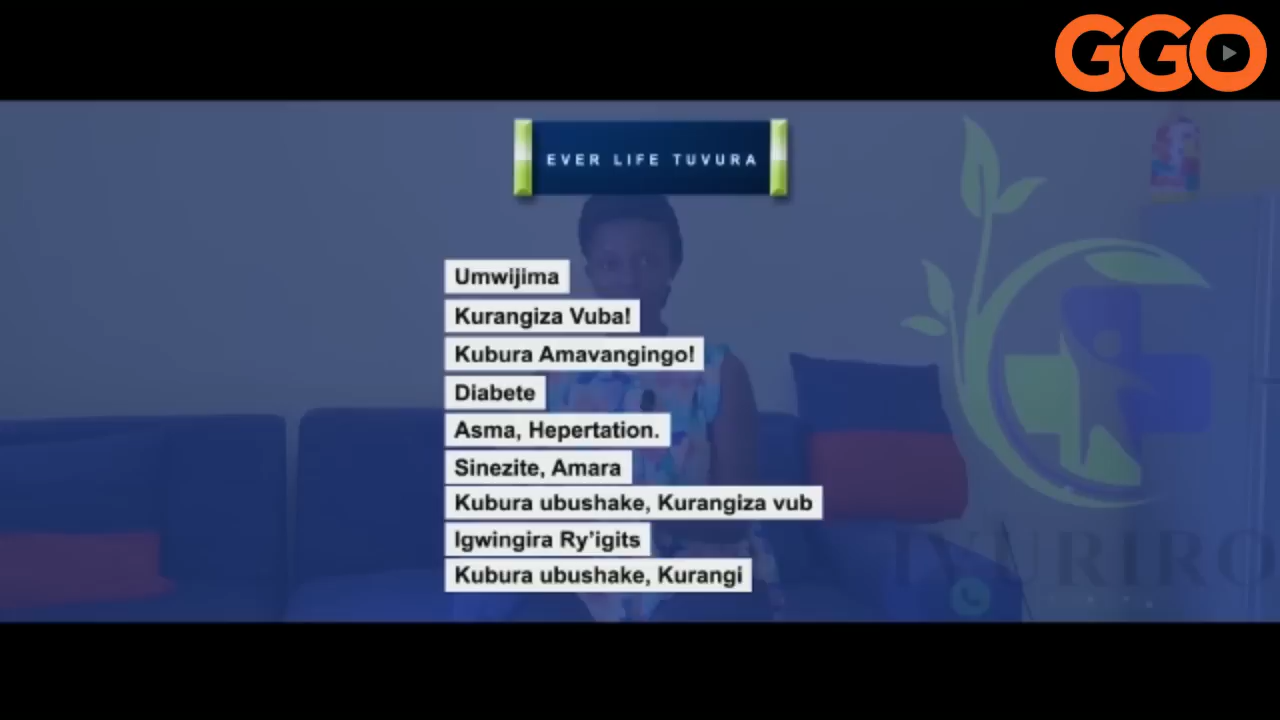 GGO
EVER LIFE TUVURA
Umwijima
Kurangiza Vuba!
Kubura Amavangingo!
Diabete
Asma, Hepertation.
Sinezite, Amara
Kubura ubushake, Kurangiza vub
Igwingira Ry’igits
Kubura ubushake, Kurangi
IVURIRO